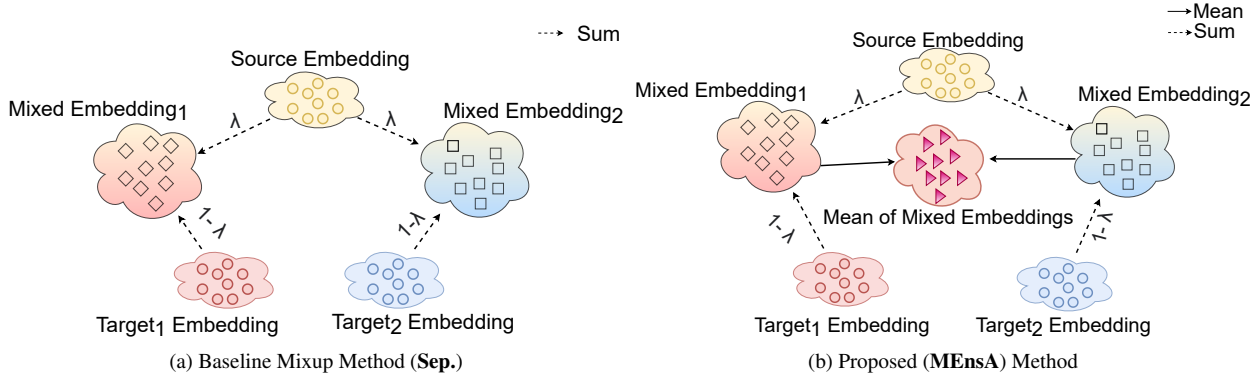 Sum
Source Embedding
Mixed Embedding1
Mixed Embedding2
λ
λ
1-λ
1-λ
Target1 Embedding
Target2 Embedding
(a) Baseline Mixup Method (Sep.)
Mean
Sum
Source Embedding
Mixed Embedding1
Mixed Embedding2
λ
λ
Mean of Mixed Embeddings
1-λ
1-λ
Target1 Embedding
Target2 Embedding
(b) Proposed (MEnsA) Method